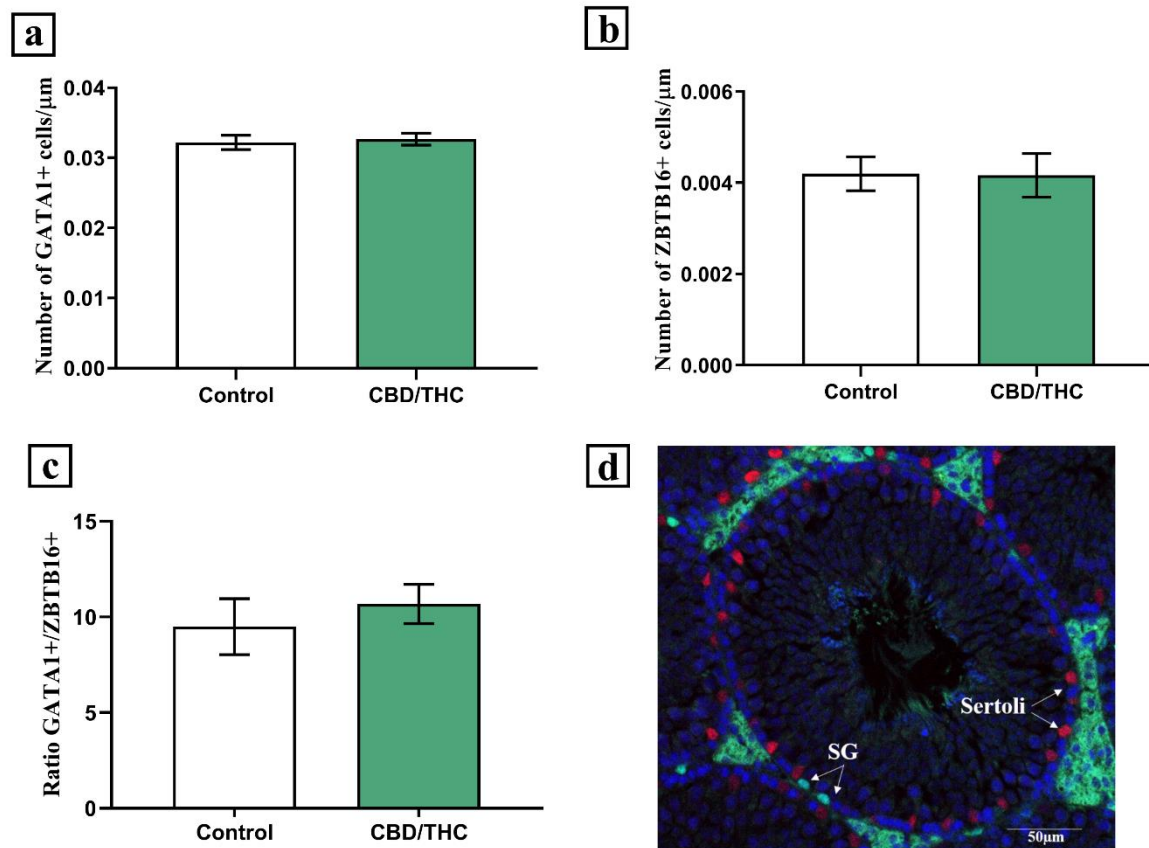 a
Number of GATA1+ cells/μm
0.04
0.03
0.02
0.01
0.00
Control CBD/THC
b
Number of ZBTB16+ cells/μm
0.006
0.004
0.002
0.000
Control CBD/THC
c
Ratio GATA1+/ZBTB16+
15
10
5
0
Control CBD/THC
d
Sertoli
SG
50μm